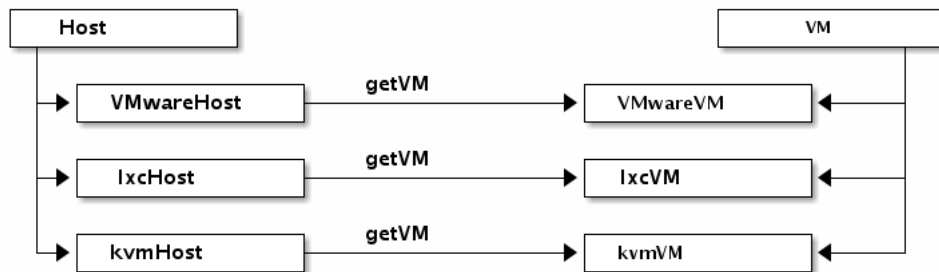 Host
VM
getVM
VMwareHost
VMwareVM
getVM
lxcHost
lxcVM
getVM
kvmHost
kvmVM